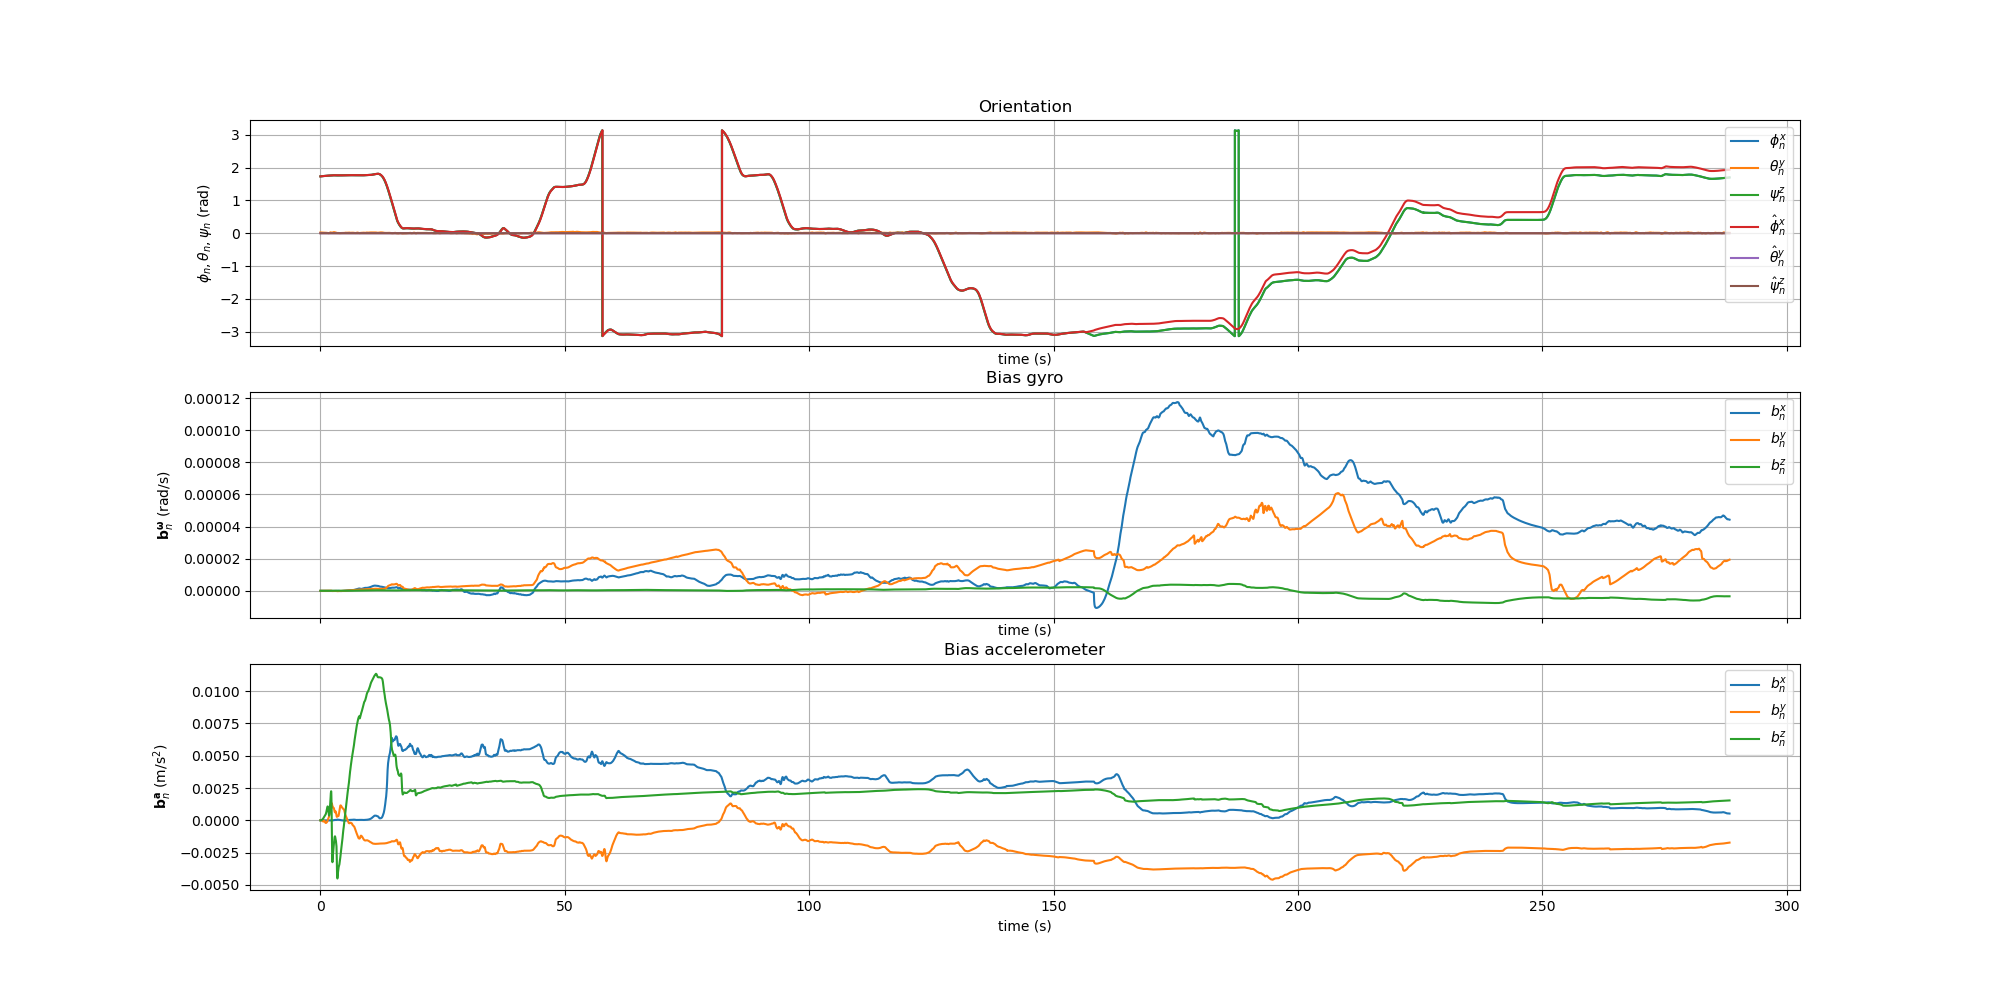 Orientation
ϕₙ, θₙ, ψₙ (rad)
3
2
1
0
−1
−2
−3
ϕₙˣ
θₙʸ
ψₙᶻ
ϕ̂ₙˣ
θ̂ₙʸ
ψ̂ₙᶻ
time (s)
Bias gyro
bₙ^ω (rad/s)
0.00012
0.00010
0.00008
0.00006
0.00004
0.00002
0.00000
bₙˣ
bₙʸ
bₙᶻ
time (s)
Bias accelerometer
bₙᵃ (m/s²)
0.0100
0.0075
0.0050
0.0025
0.0000
−0.0025
−0.0050
bₙˣ
bₙʸ
bₙᶻ
0 50 100 150 200 250 300
time (s)